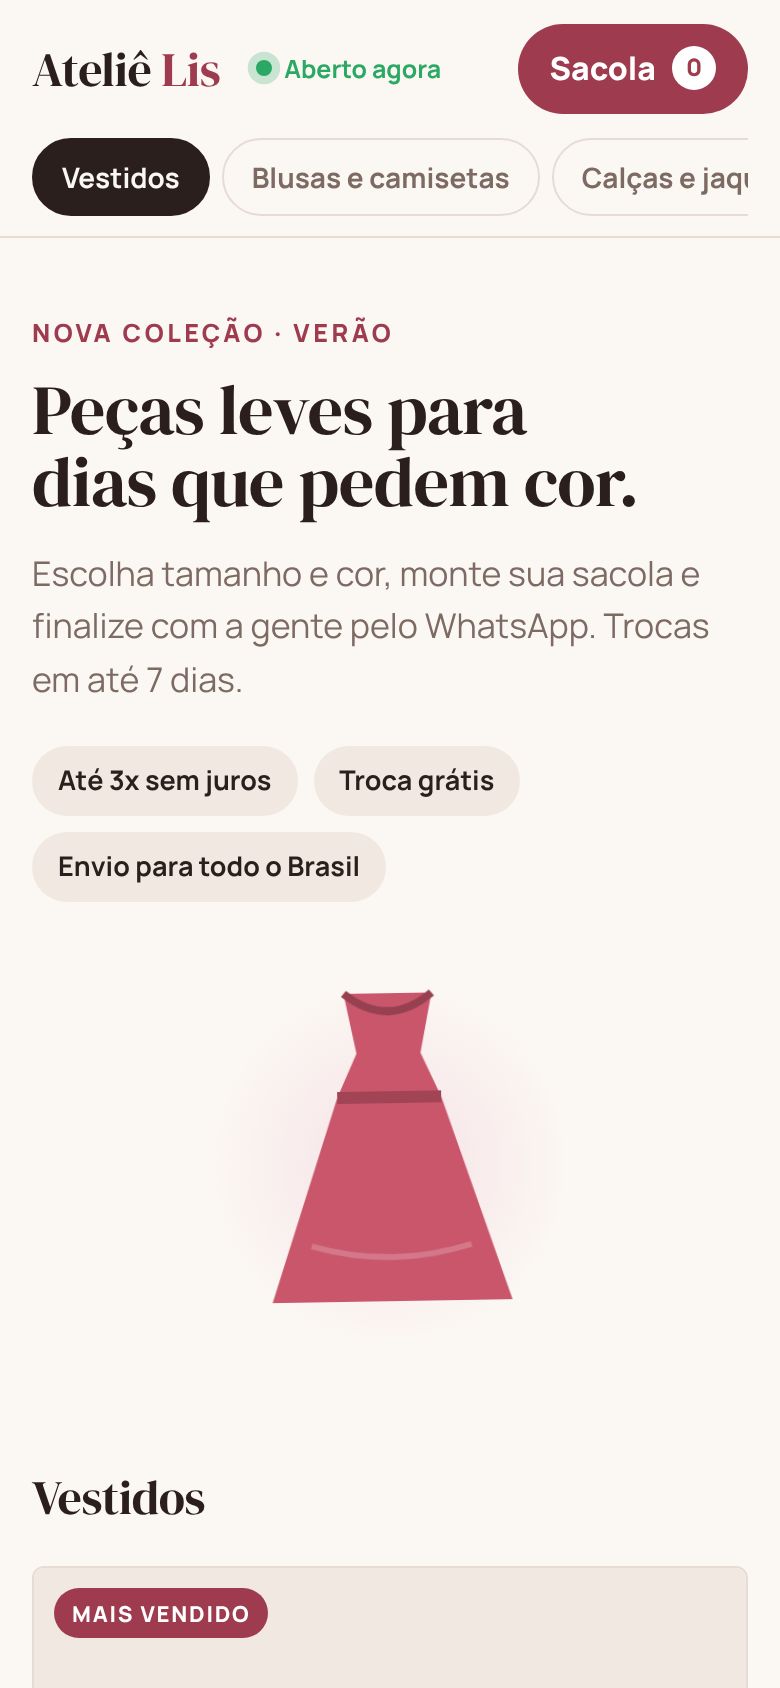 Ateliê Lis
Aberto agora
Sacola 0
Vestidos
Blusas e camisetas
Calças e
NOVA COLEÇÃO · VERÃO
Peças leves para
dias que pedem cor.
Escolha tamanho e cor, monte sua sacola e
finalize com a gente pelo WhatsApp. Trocas
em até 7 dias.
Até 3x sem juros
Troca grátis
Envio para todo o Brasil
Vestidos
MAIS VENDIDO